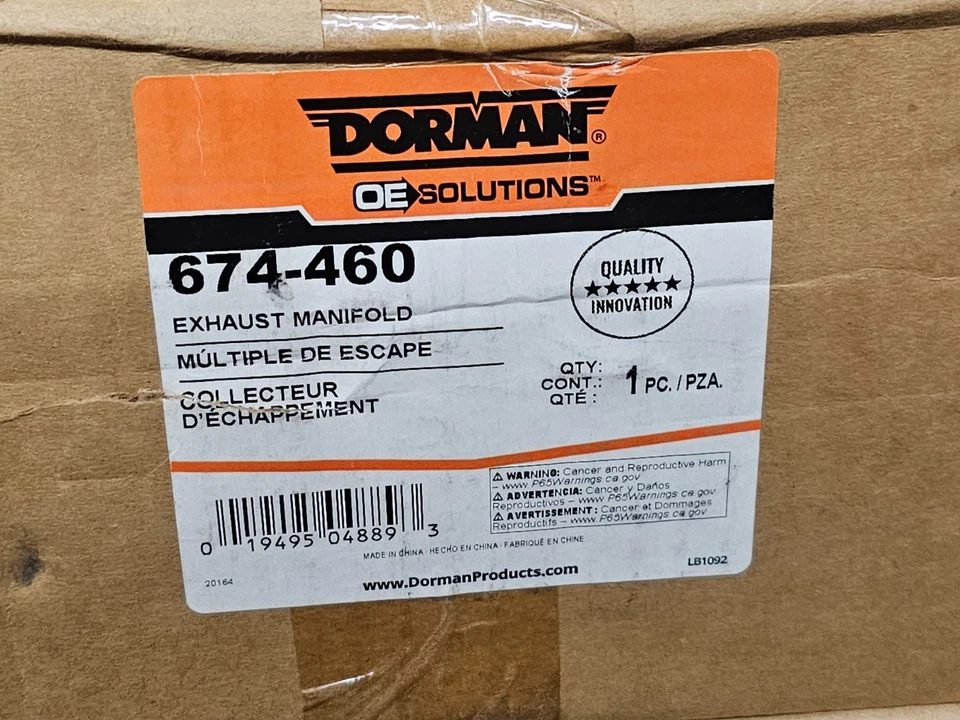 DORMAN®
OE SOLUTIONS™
674-460
EXHAUST MANIFOLD
MÚLTIPLE DE ESCAPE
COLLECTEUR
D'ÉCHAPPEMENT
QUALITY
★★★★★
INNOVATION
QTY:
CONT.:
QTÉ :
1 PC. / PZA.
⚠ WARNING: Cancer and Reproductive Harm
– www.P65Warnings.ca.gov
⚠ ADVERTENCIA: Cáncer y Daños
Reproductivos – www.P65Warnings.ca.gov
⚠ AVERTISSEMENT : Cancer et Dommages
Reproductifs – www.P65Warnings.ca.gov
0 19495 04889 3
MADE IN CHINA · HECHO EN CHINA · FABRIQUÉ EN CHINE
20164
www.DormanProducts.com
LB1092